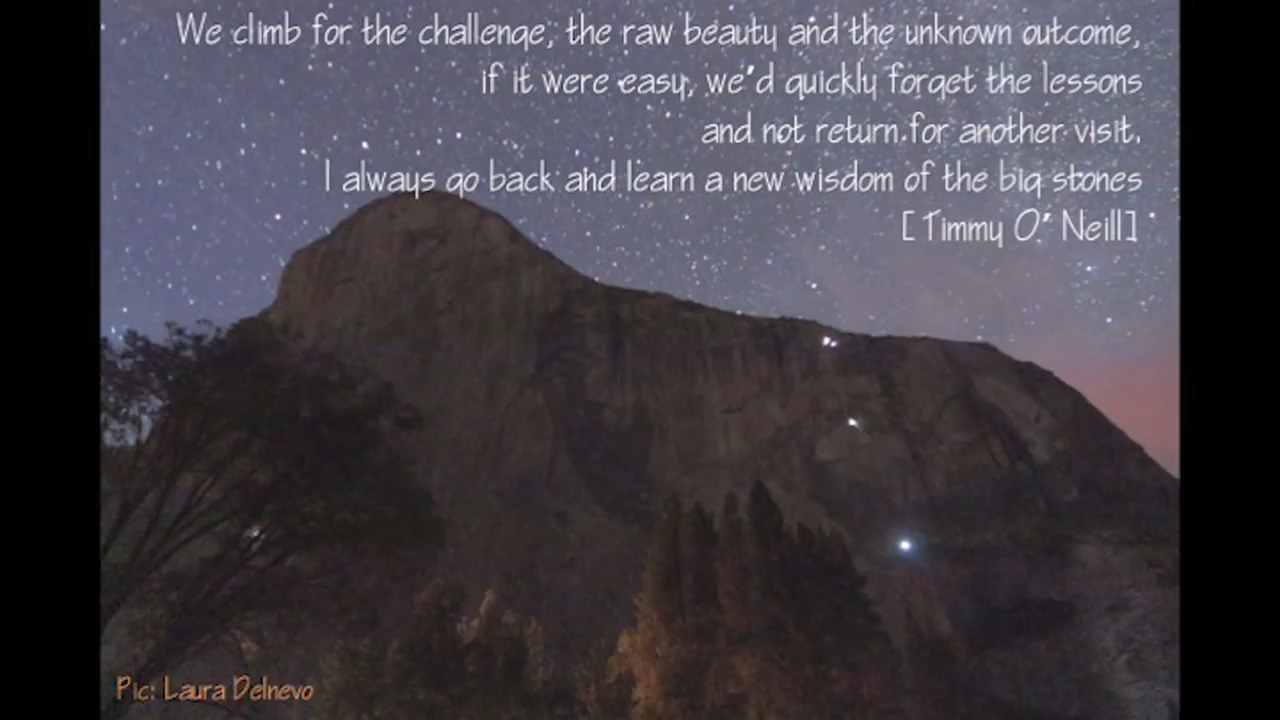 We climb for the challenge, the raw beauty and the unknown outcome,
if it were easy, we'd quickly forget the lessons
and not return for another visit.
I always go back and learn a new wisdom of the big stones
[Timmy O' Neill]
Pic: Laura Delnevo